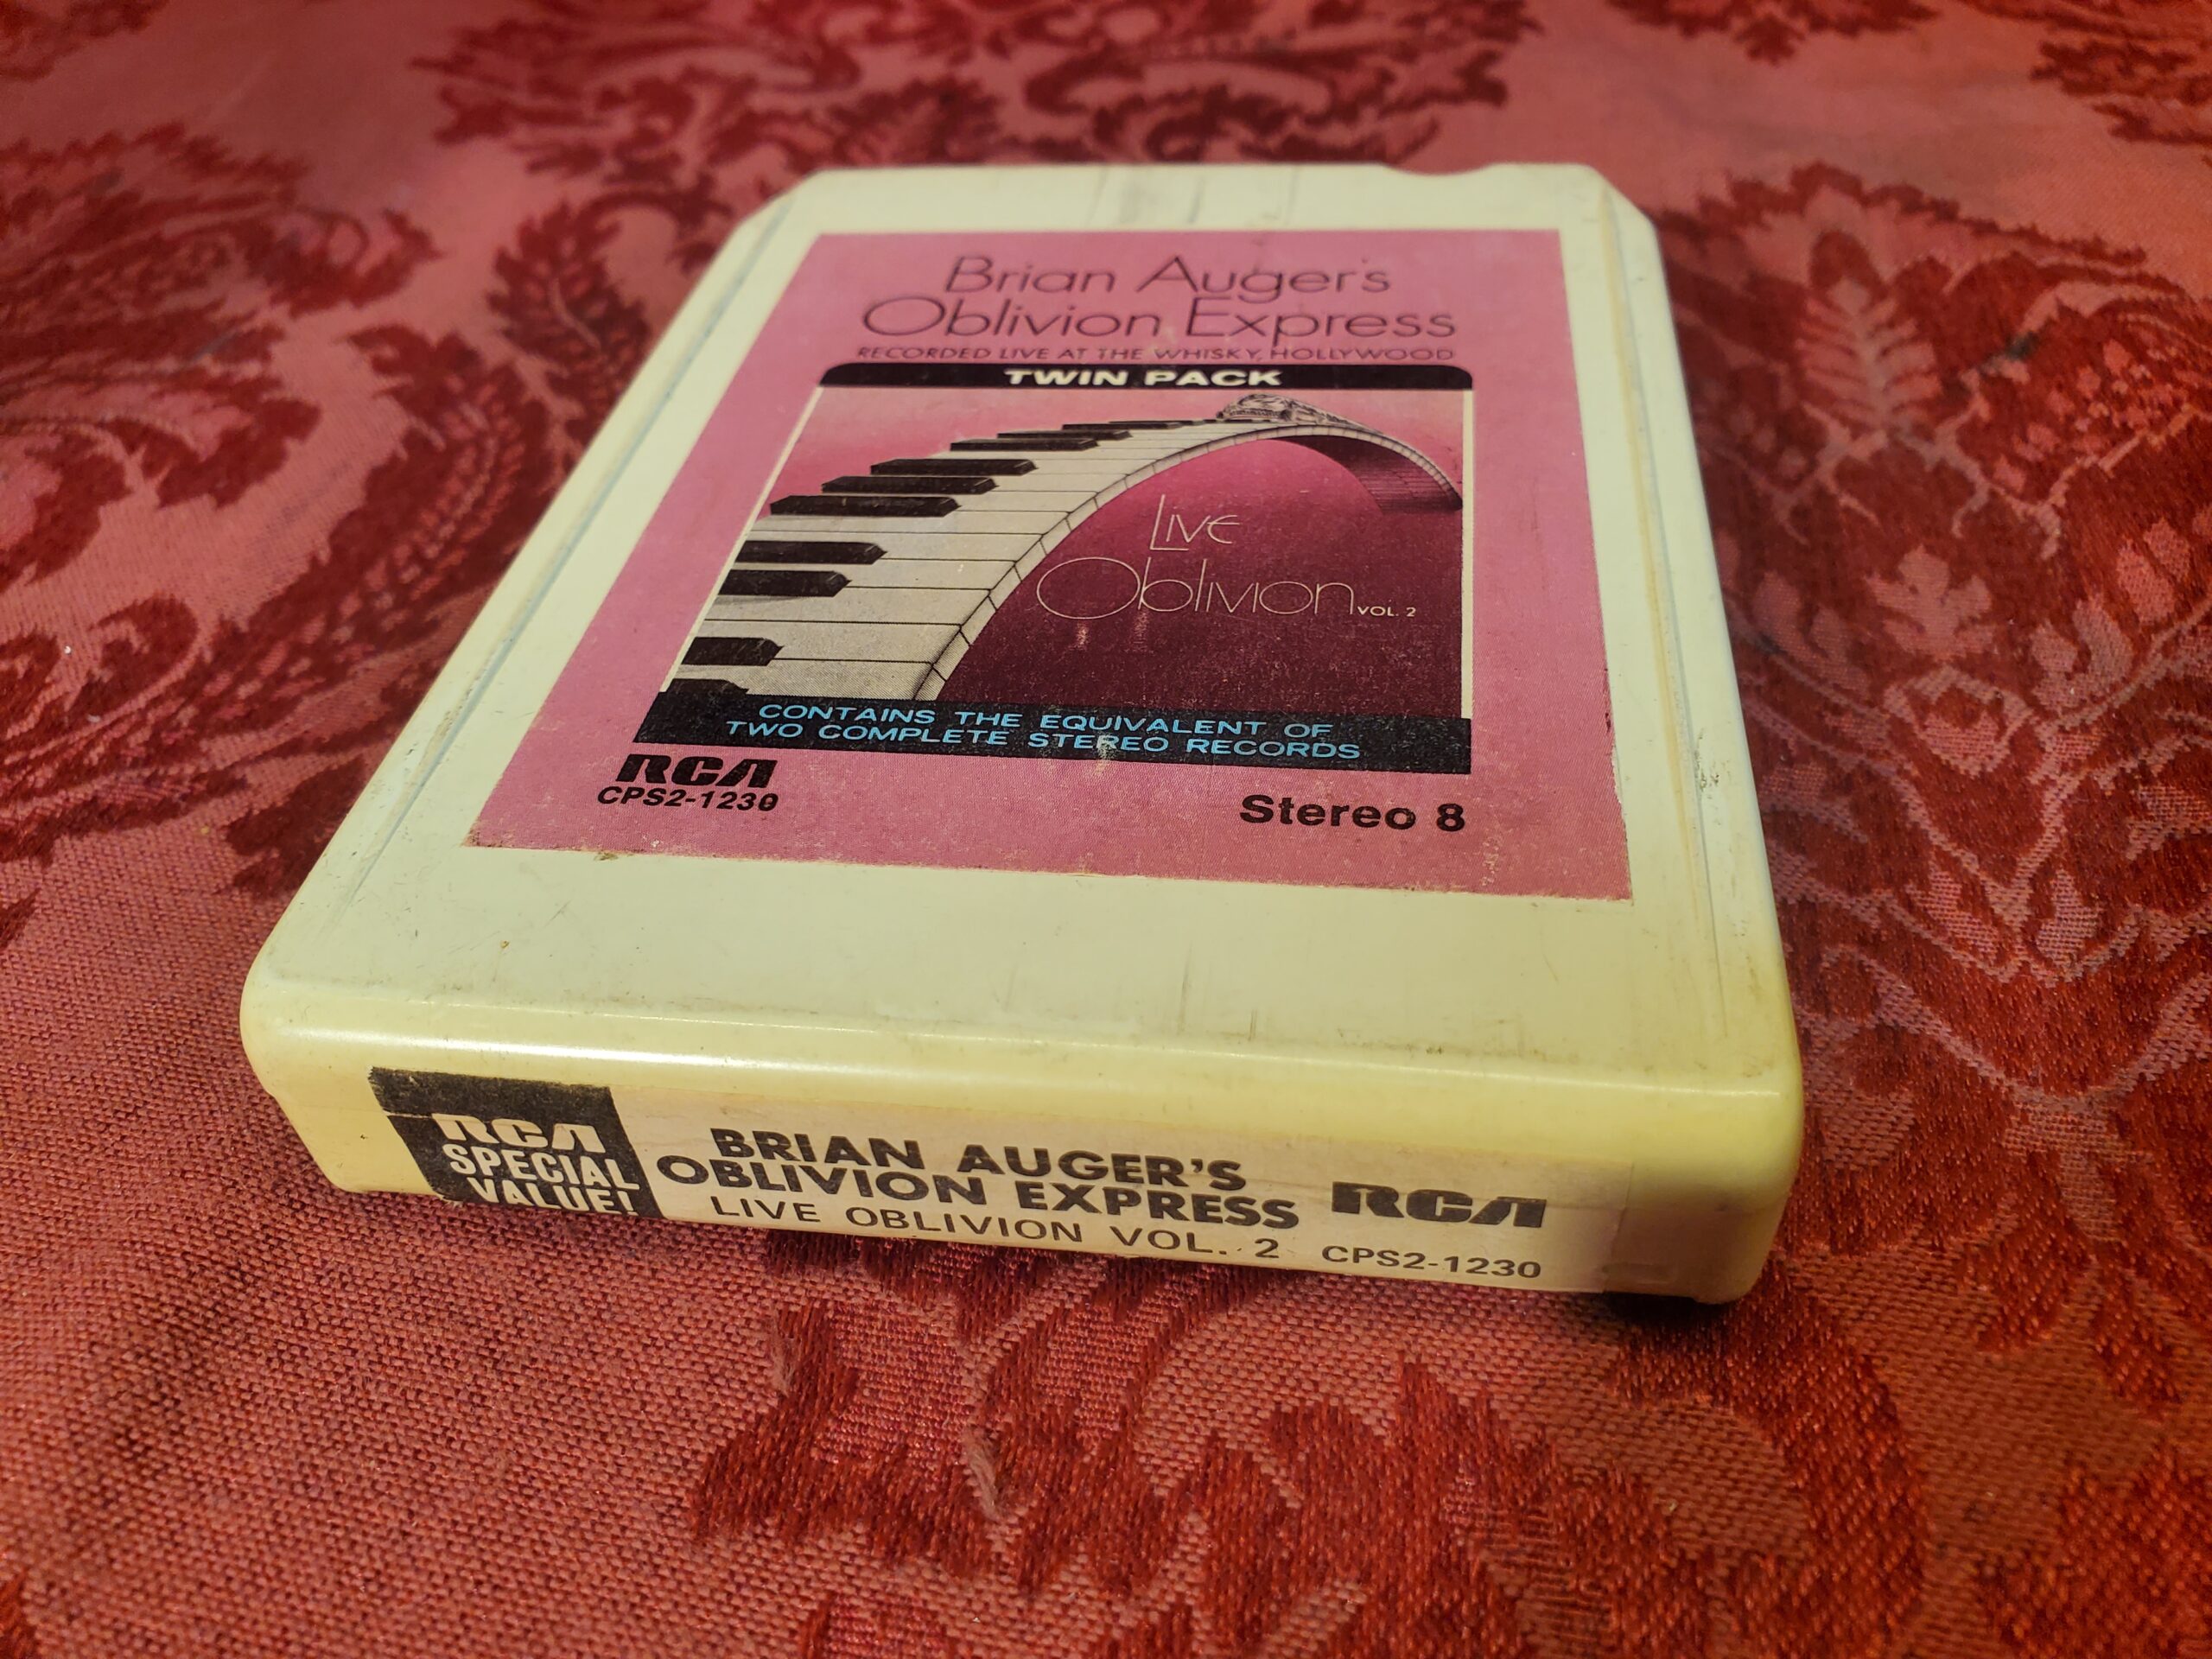 Brian Auger's
Oblivion Express
RECORDED LIVE AT THE WHISKY, HOLLYWOOD
TWIN PACK
Live
Oblivion VOL. 2
CONTAINS THE EQUIVALENT OF
TWO COMPLETE STEREO RECORDS
RCA
CPS2-1230
Stereo 8
RCA
SPECIAL
VALUE!
BRIAN AUGER'S
OBLIVION EXPRESS
LIVE OBLIVION VOL. 2
RCA
CPS2-1230